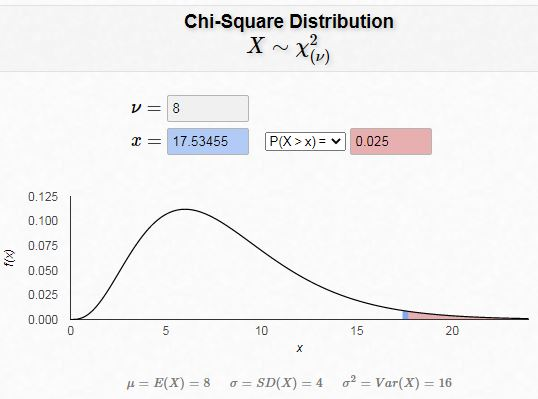 Chi-Square Distribution
X ∼ χ²₍ν₎
ν = 8
x = 17.53455 P(X > x) = 0.025
0.125
0.100
0.075
0.050
0.025
0.000
f(x)
0 5 10 15 20
x
μ = E(X) = 8 σ = SD(X) = 4 σ² = Var(X) = 16